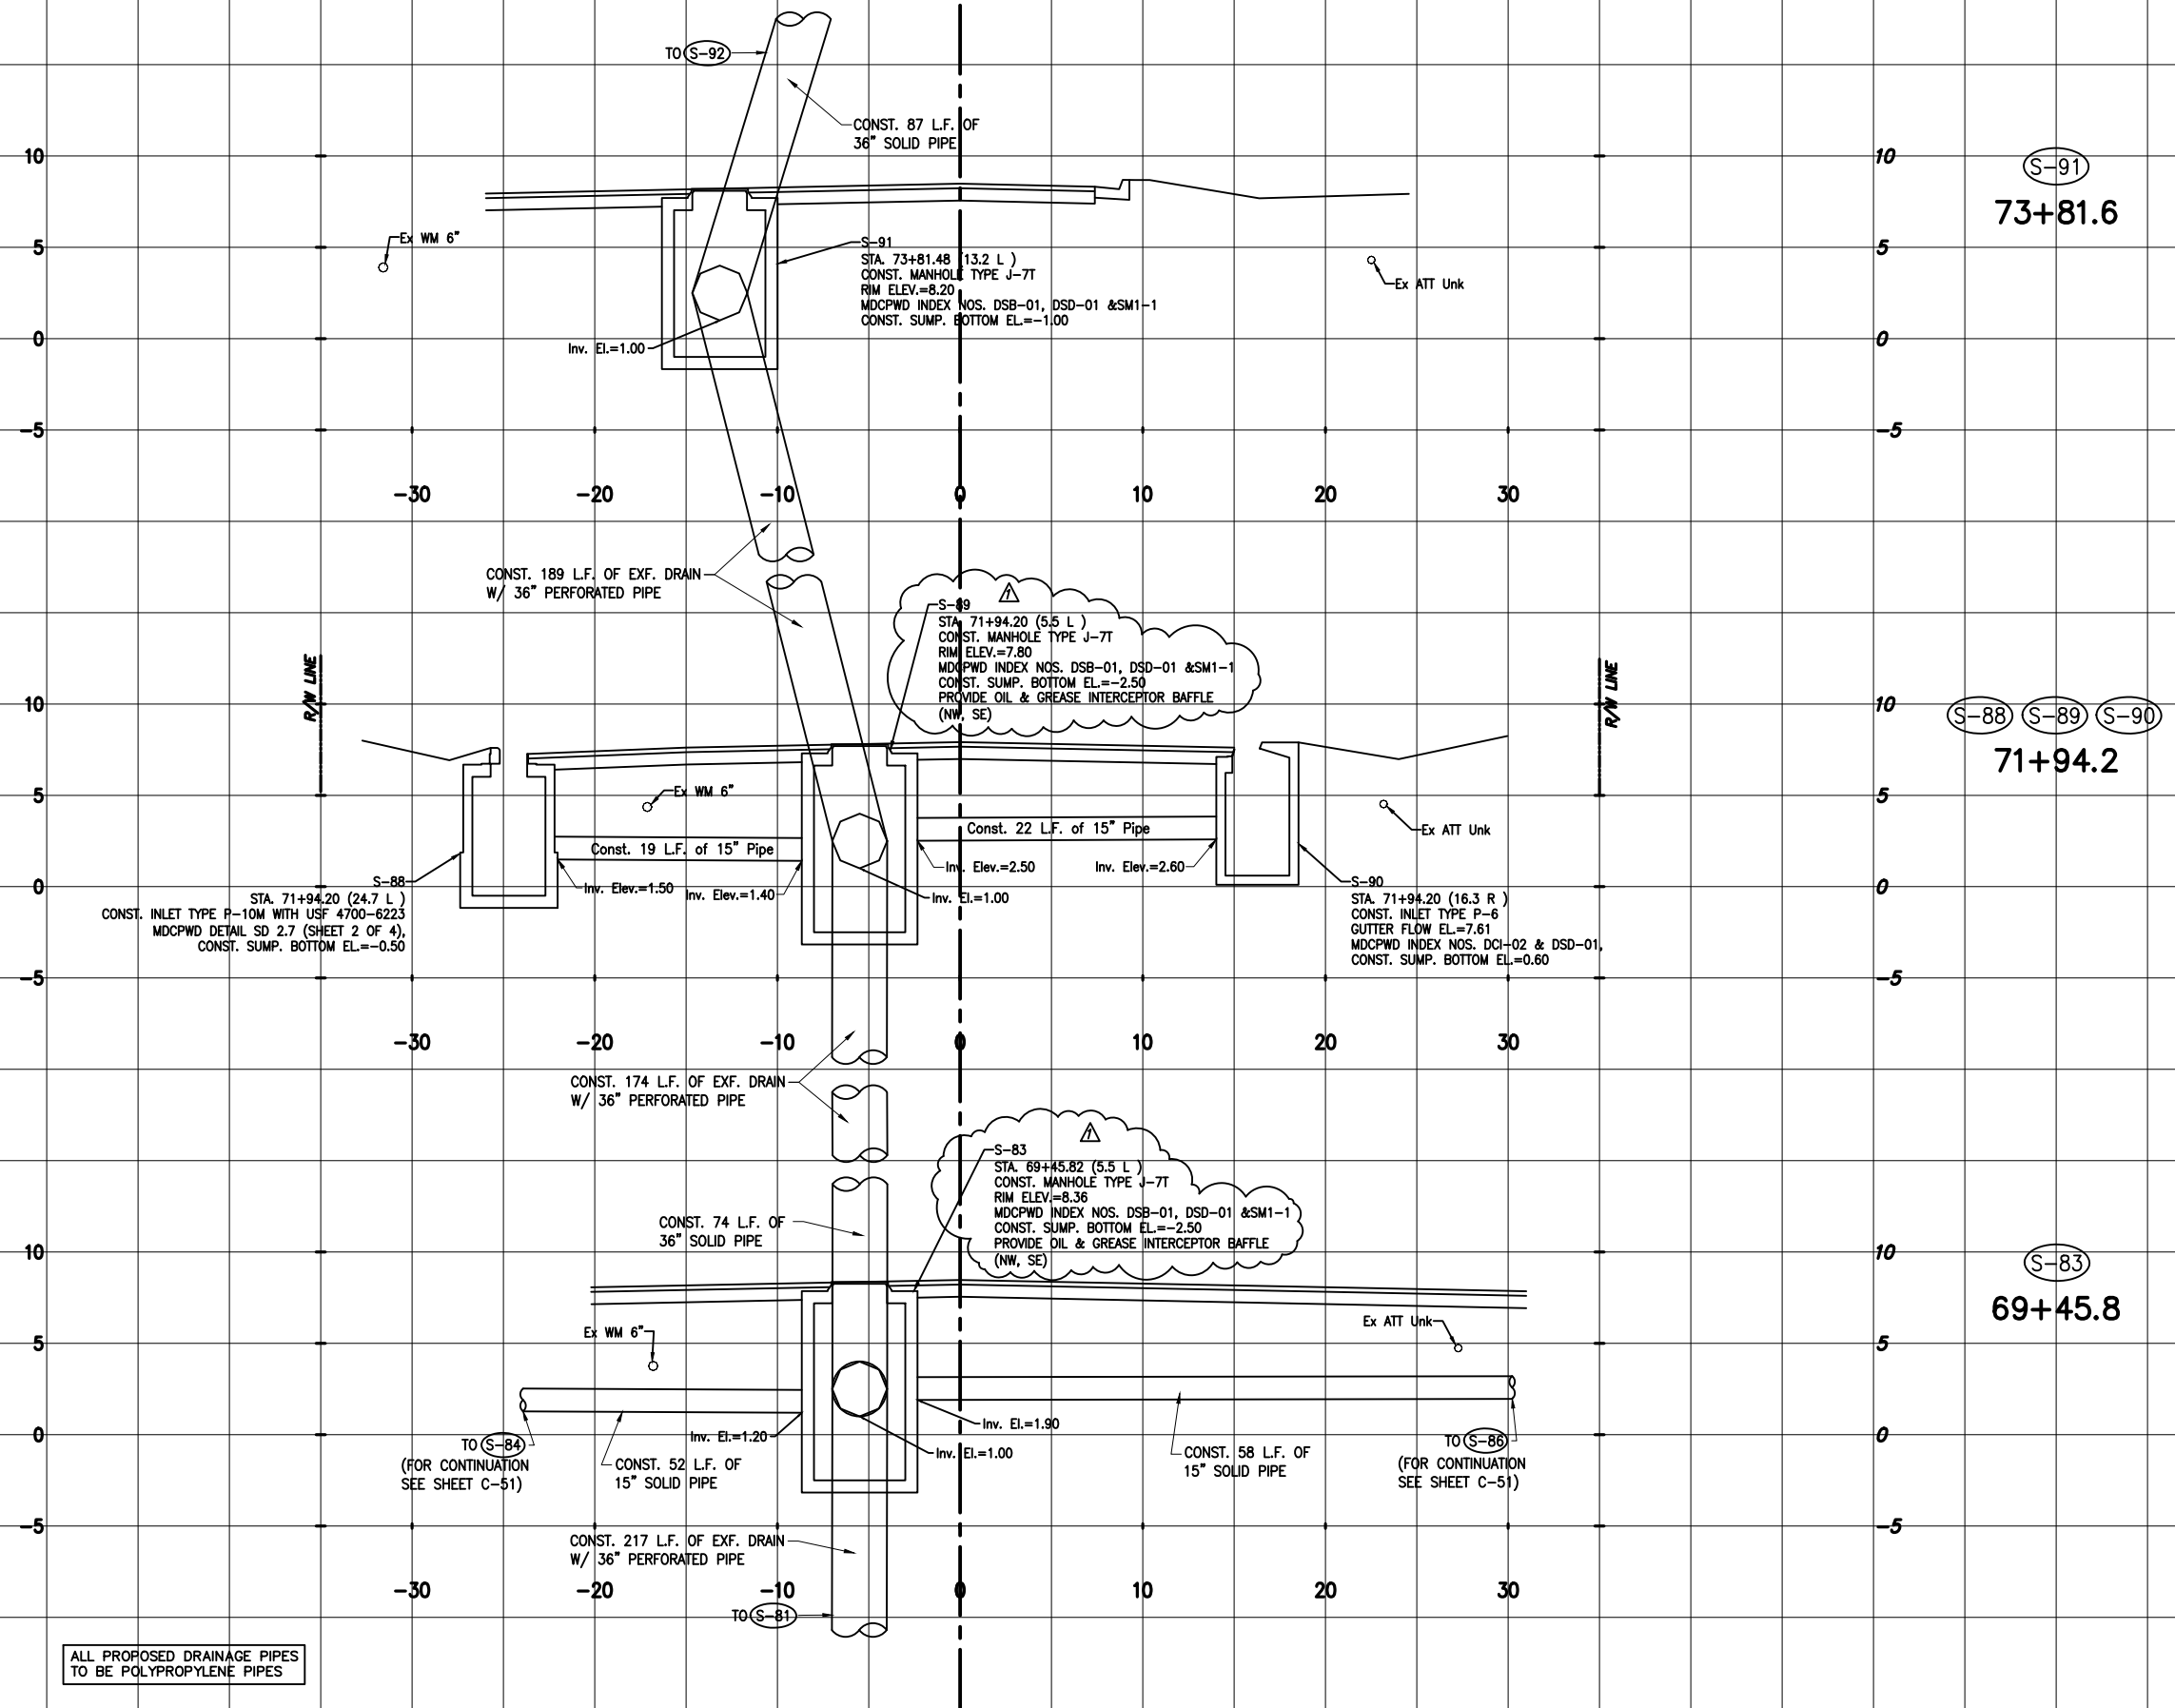 TO S-92
CONST. 87 L.F. OF
36" SOLID PIPE
10
10
S-91
73+81.6
Ex WM 6"
5
5
S-91
STA. 73+81.48 (13.2 L )
CONST. MANHOLE TYPE J-7T
RIM ELEV.=8.20
MDCPWD INDEX NOS. DSB-01, DSD-01 &SM1-1
CONST. SUMP. BOTTOM EL.=-1.00
Ex ATT Unk
0
0
Inv. El.=1.00
-5
-5
-30 -20 -10 0 10 20 30
CONST. 189 L.F. OF EXF. DRAIN
W/ 36" PERFORATED PIPE
1
S-89
STA. 71+94.20 (5.5 L )
CONST. MANHOLE TYPE J-7T
RIM ELEV.=7.80
MDCPWD INDEX NOS. DSB-01, DSD-01 &SM1-1
CONST. SUMP. BOTTOM EL.=-2.50
PROVIDE OIL & GREASE INTERCEPTOR BAFFLE
(NW, SE)
R/W LINE
R/W LINE
10
10
S-88 S-89 S-90
71+94.2
5
5
Ex WM 6"
Ex ATT Unk
Const. 19 L.F. of 15" Pipe
Const. 22 L.F. of 15" Pipe
Inv. Elev.=1.50
Inv. Elev.=1.40
Inv. Elev.=2.50
Inv. Elev.=2.60
Inv. El.=1.00
0
0
S-88
STA. 71+94.20 (24.7 L )
CONST. INLET TYPE P-10M WITH USF 4700-6223
MDCPWD DETAIL SD 2.7 (SHEET 2 OF 4),
CONST. SUMP. BOTTOM EL.=-0.50
S-90
STA. 71+94.20 (16.3 R )
CONST. INLET TYPE P-6
GUTTER FLOW EL.=7.61
MDCPWD INDEX NOS. DCI-02 & DSD-01,
CONST. SUMP. BOTTOM EL.=0.60
-5
-5
-30 -20 -10 0 10 20 30
CONST. 174 L.F. OF EXF. DRAIN
W/ 36" PERFORATED PIPE
1
S-83
STA. 69+45.82 (5.5 L )
CONST. MANHOLE TYPE J-7T
RIM ELEV.=8.36
MDCPWD INDEX NOS. DSB-01, DSD-01 &SM1-1
CONST. SUMP. BOTTOM EL.=-2.50
PROVIDE OIL & GREASE INTERCEPTOR BAFFLE
(NW, SE)
CONST. 74 L.F. OF
36" SOLID PIPE
10
10
S-83
69+45.8
Ex WM 6"
Ex ATT Unk
5
5
Inv. El.=1.20
Inv. El.=1.90
Inv. El.=1.00
0
0
TO S-84
(FOR CONTINUATION
SEE SHEET C-51)
CONST. 52 L.F. OF
15" SOLID PIPE
CONST. 58 L.F. OF
15" SOLID PIPE
TO S-86
(FOR CONTINUATION
SEE SHEET C-51)
-5
-5
CONST. 217 L.F. OF EXF. DRAIN
W/ 36" PERFORATED PIPE
-30 -20 -10 0 10 20 30
TO S-81
ALL PROPOSED DRAINAGE PIPES
TO BE POLYPROPYLENE PIPES